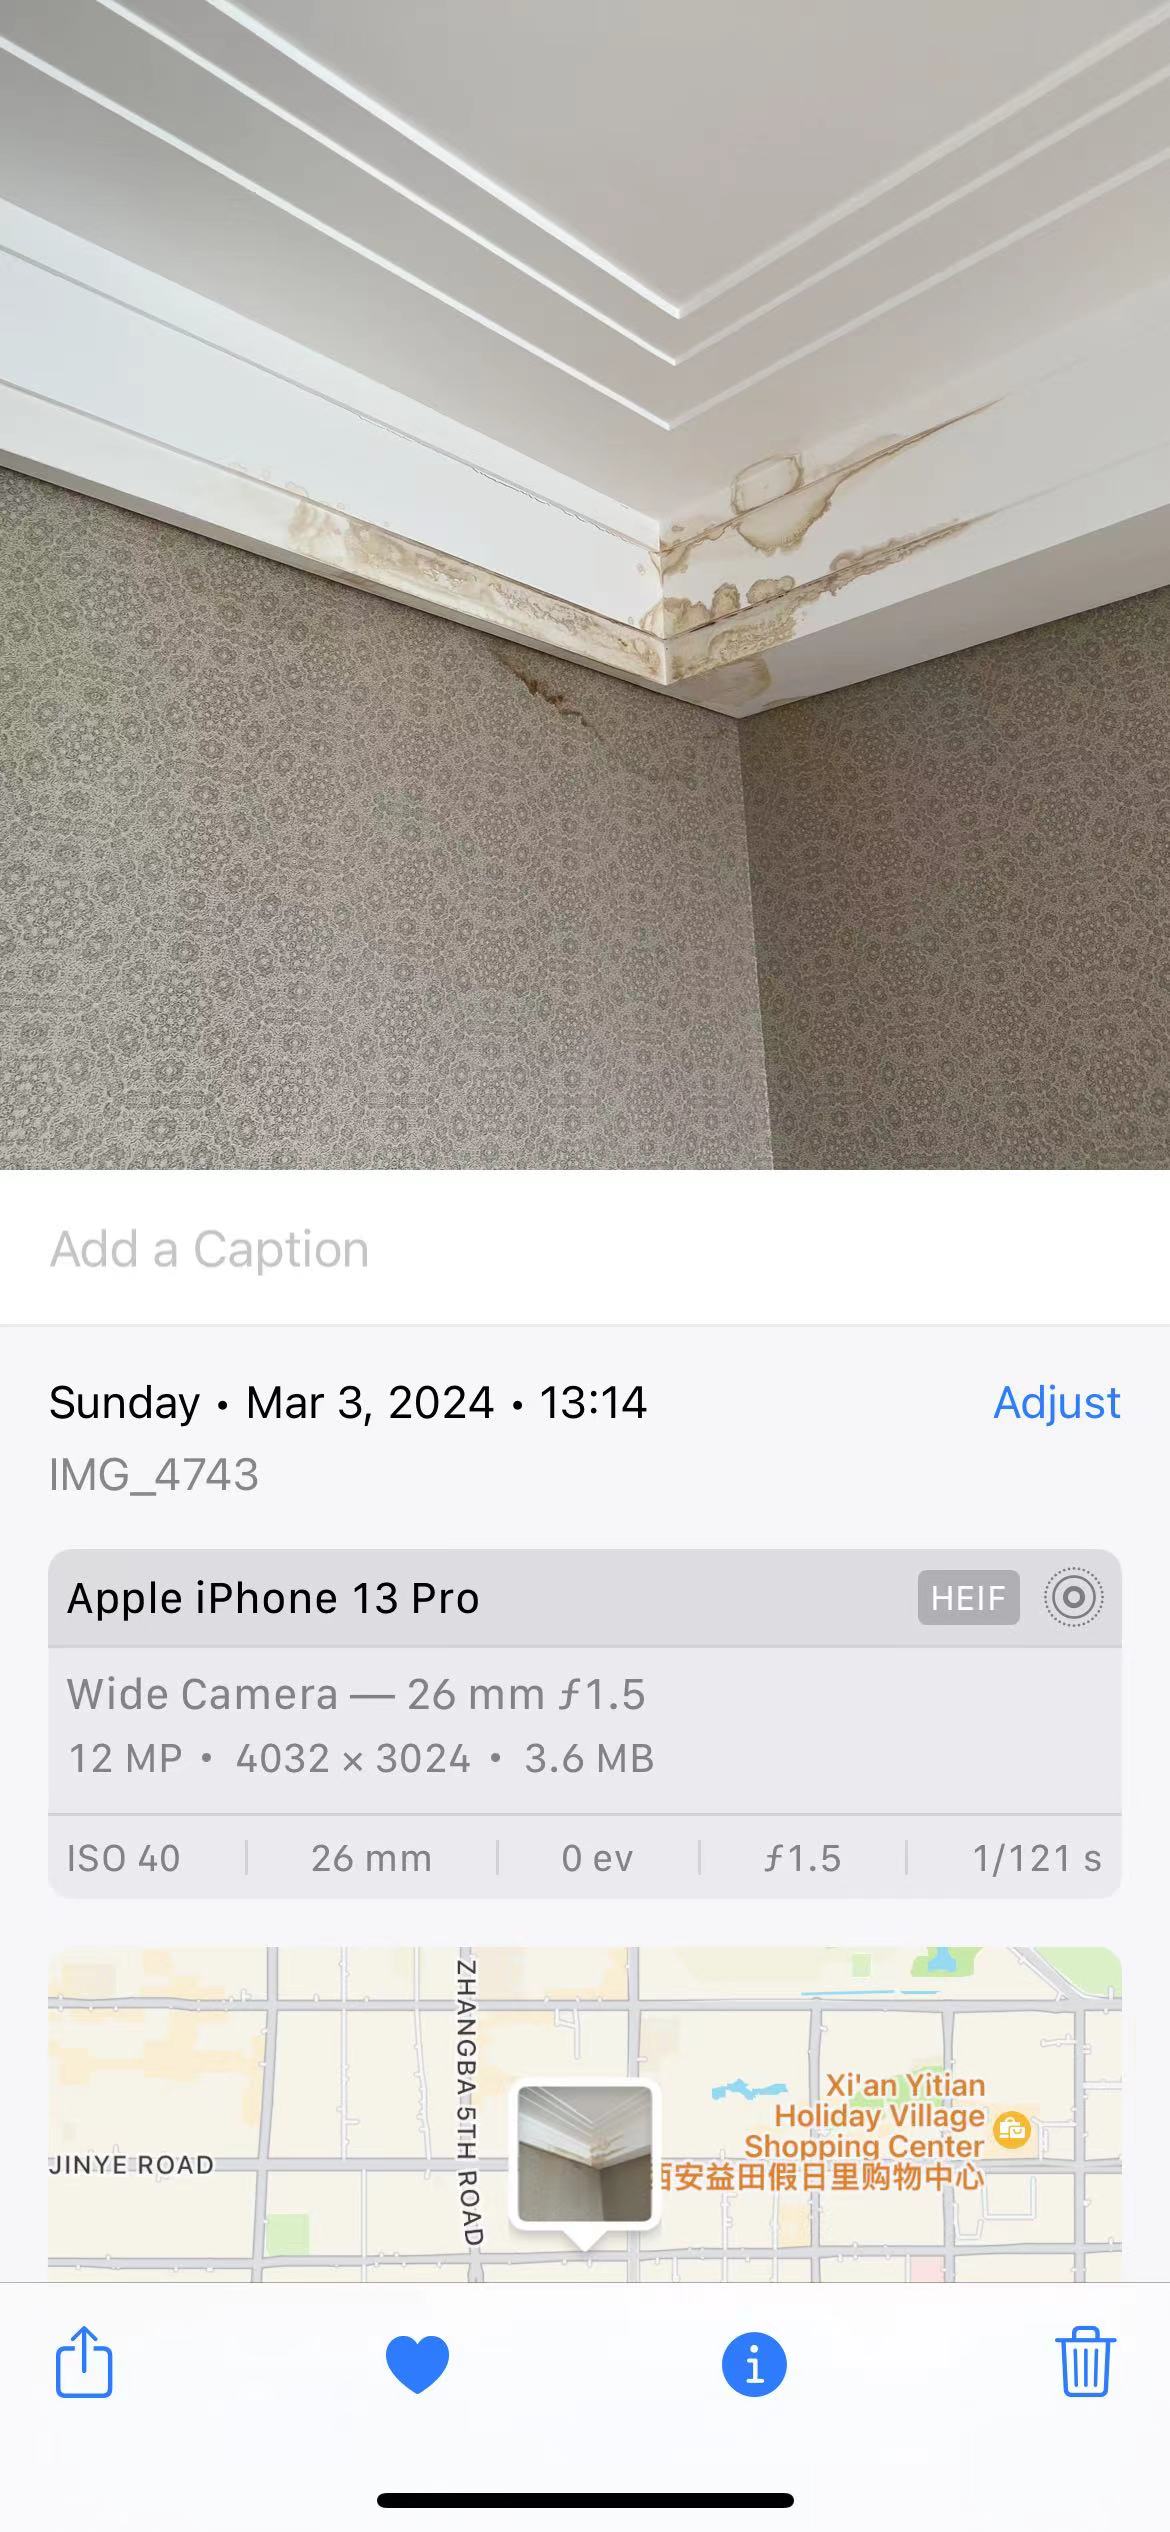 Add a Caption
Sunday • Mar 3, 2024 • 13:14
Adjust
IMG_4743
Apple iPhone 13 Pro
HEIF
Wide Camera — 26 mm ƒ1.5
12 MP • 4032 × 3024 • 3.6 MB
ISO 40
26 mm
0 ev
ƒ1.5
1/121 s
ZHANGBA 5TH ROAD
JINYE ROAD
Xi'an Yitian
Holiday Village
Shopping Center
西安益田假日里购物中心